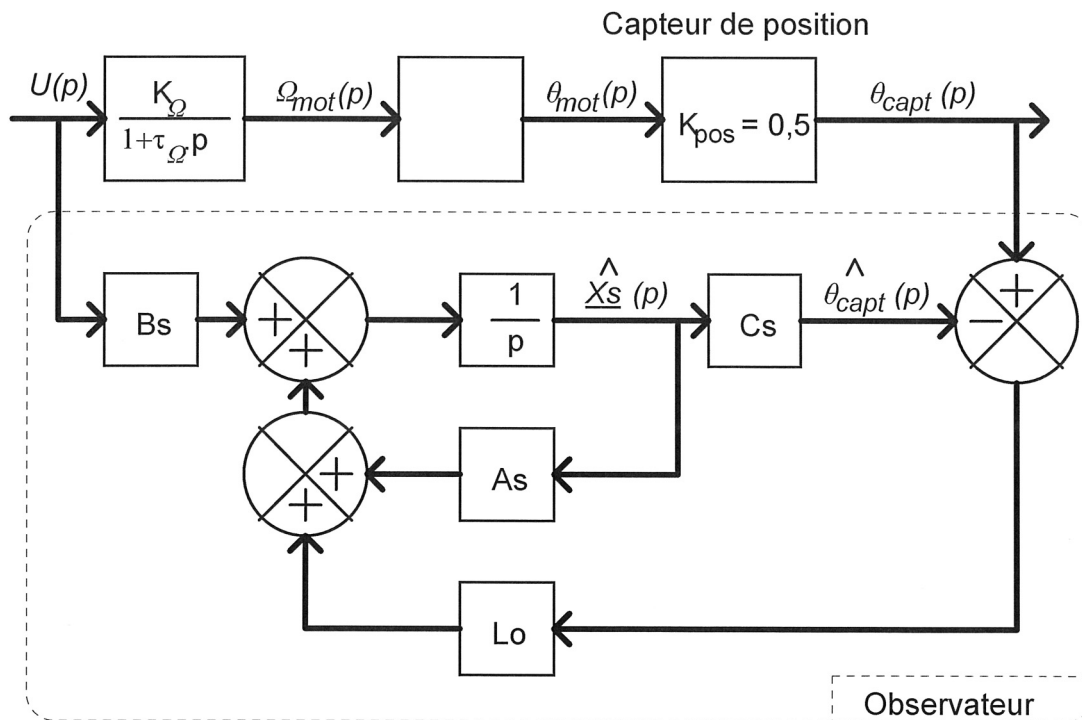 Capteur de position
U(p)
K_Ω
1+τ_Ω.p
Ω_mot(p)
θ_mot(p)
K_pos = 0,5
θ_capt(p)
Bs
+
+
1
p
^
Xs (p)
Cs
^
θ_capt(p)
+
−
+
+
As
Lo
Observateur